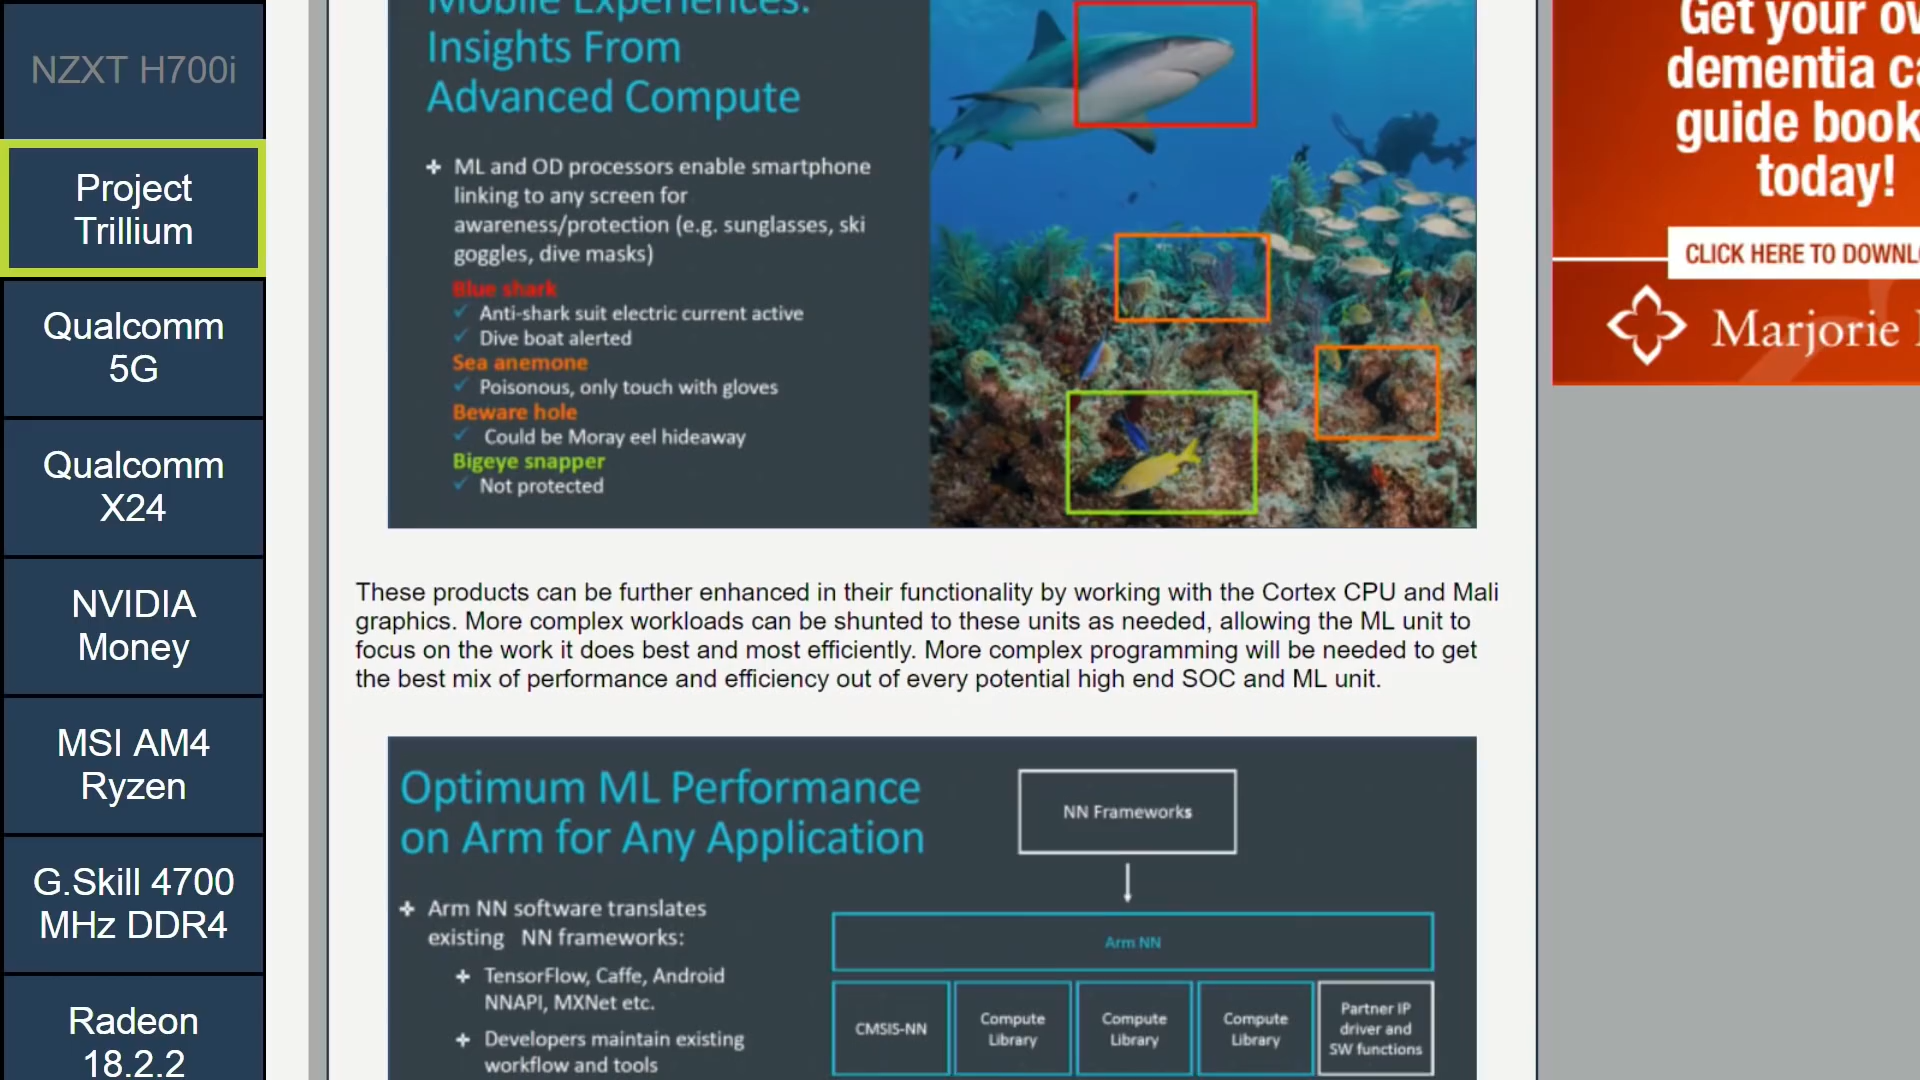 NZXT H700i
Project
Trillium
Qualcomm
5G
Qualcomm
X24
NVIDIA
Money
MSI AM4
Ryzen
G.Skill 4700
MHz DDR4
Radeon
18.2.2
Mobile Experiences:
Insights From
Advanced Compute
ML and OD processors enable smartphone
linking to any screen for
awareness/protection (e.g. sunglasses, ski
goggles, dive masks)
Blue shark
Anti-shark suit electric current active
Dive boat alerted
Sea anemone
Poisonous, only touch with gloves
Beware hole
Could be Moray eel hideaway
Bigeye snapper
Not protected
These products can be further enhanced in their functionality by working with the Cortex CPU and Mali
graphics. More complex workloads can be shunted to these units as needed, allowing the ML unit to
focus on the work it does best and most efficiently. More complex programming will be needed to get
the best mix of performance and efficiency out of every potential high end SOC and ML unit.
Optimum ML Performance
on Arm for Any Application
Arm NN software translates
existing NN frameworks:
TensorFlow, Caffe, Android
NNAPI, MXNet etc.
Developers maintain existing
workflow and tools
NN Frameworks
Arm NN
CMSIS-NN
Compute
Library
Compute
Library
Compute
Library
Partner IP
driver and
SW functions
Get your
dementia
guide book
today!
CLICK HERE TO
Marjorie